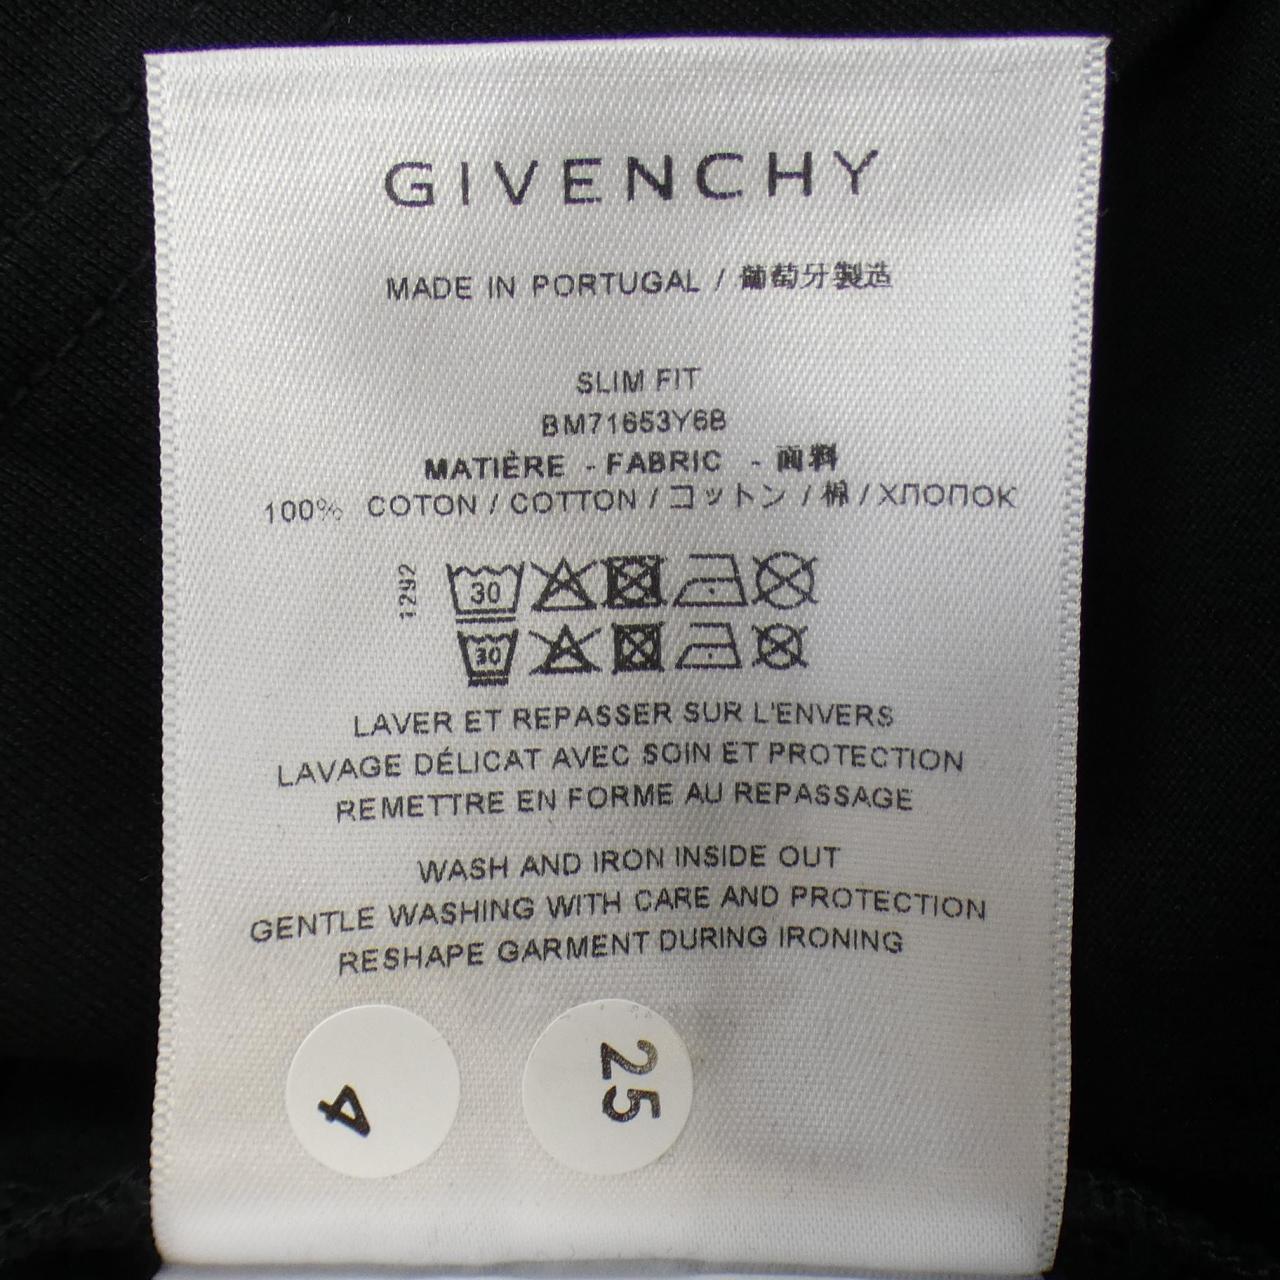 GIVENCHY
MADE IN PORTUGAL / 葡萄牙製造
SLIM FIT
BM71653Y6B
MATIÈRE - FABRIC - 面料
100% COTON / COTTON / コットン / 棉 / ХЛОПОК
1292
30
30
LAVER ET REPASSER SUR L'ENVERS
LAVAGE DÉLICAT AVEC SOIN ET PROTECTION
REMETTRE EN FORME AU REPASSAGE
WASH AND IRON INSIDE OUT
GENTLE WASHING WITH CARE AND PROTECTION
RESHAPE GARMENT DURING IRONING
4
25